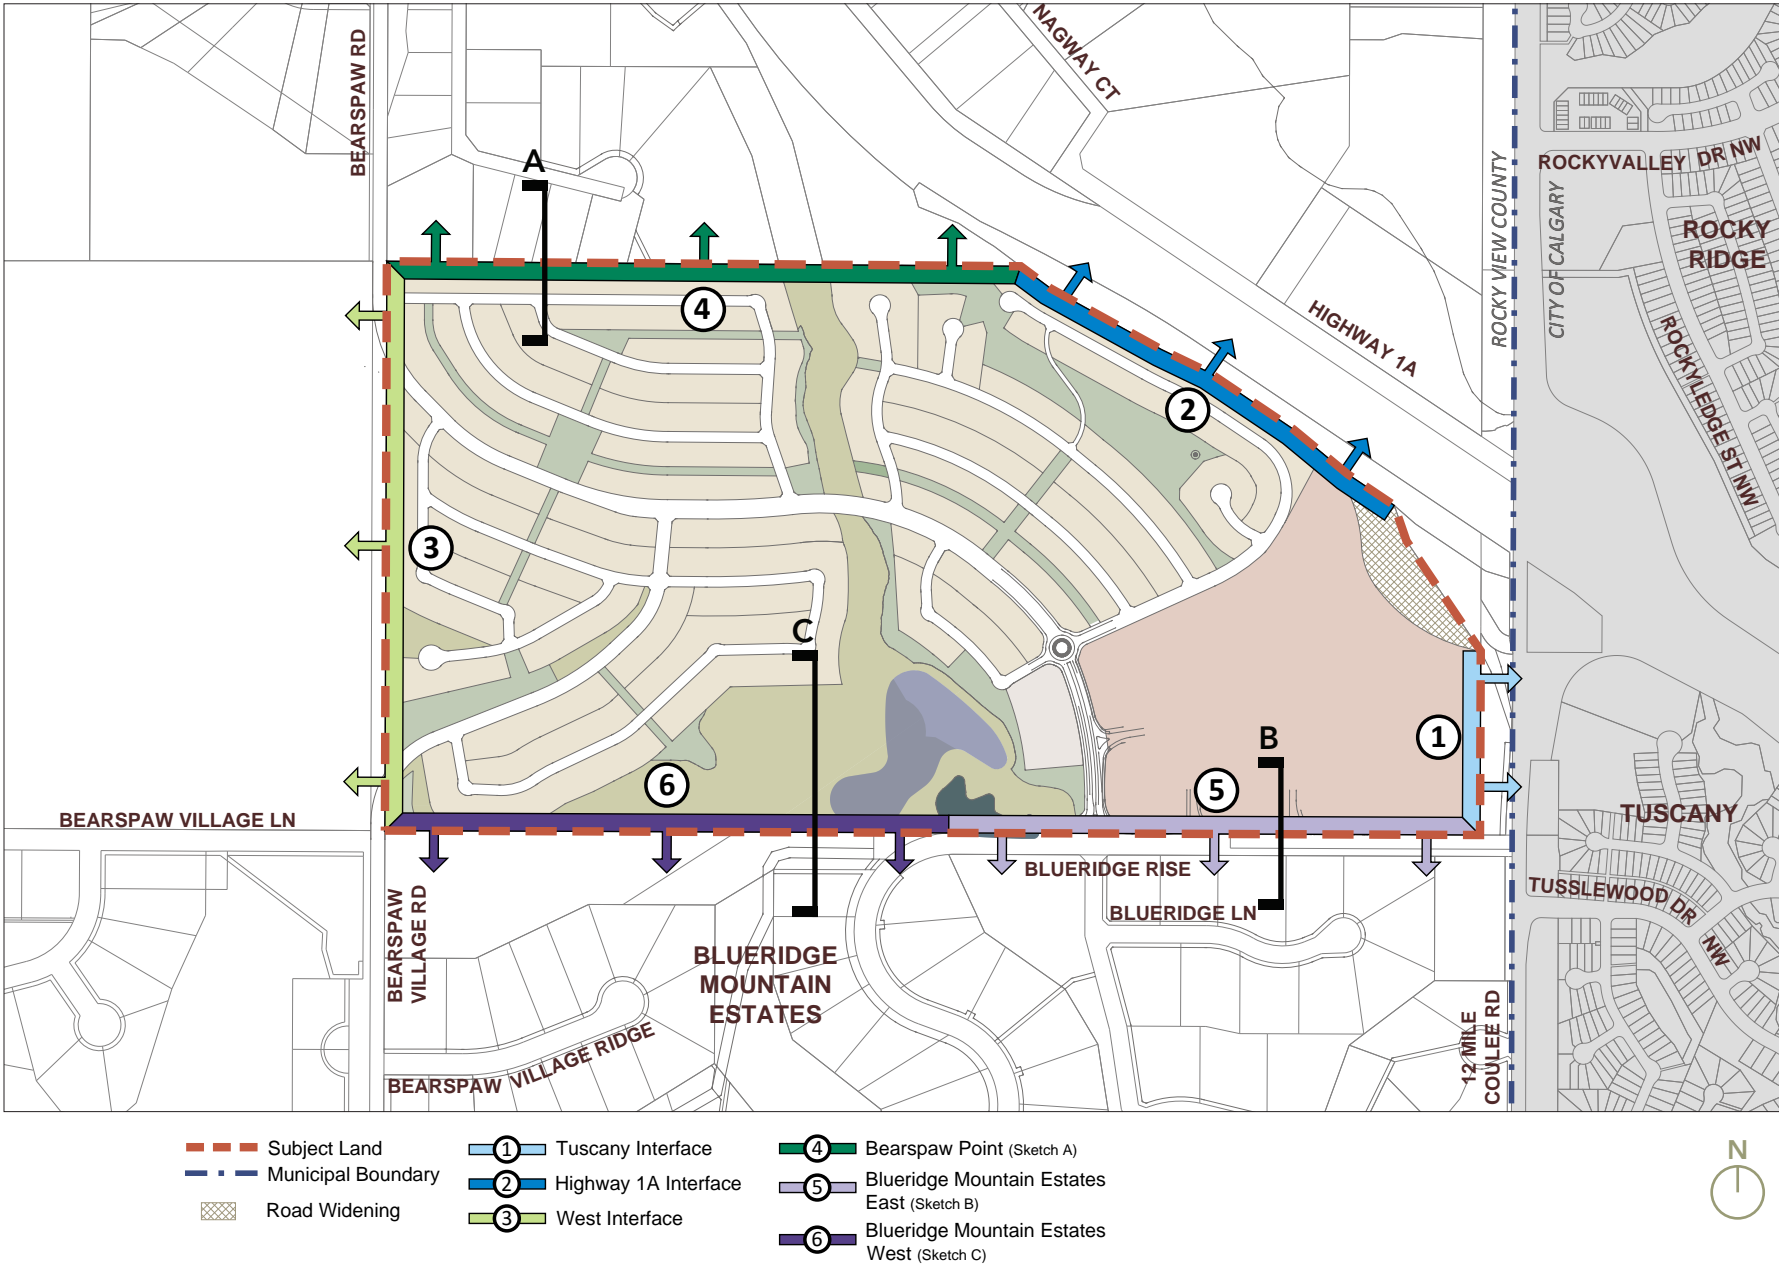 BEARSPAW RD
NAGWAY CT
ROCKY VIEW COUNTY
CITY OF CALGARY
ROCKYVALLEY DR NW
ROCKY
RIDGE
A
4
HIGHWAY 1A
ROCKYLEDGE ST NW
2
3
C
B
1
6
5
BEARSPAW VILLAGE LN
TUSCANY
BLUERIDGE RISE
TUSSLEWOOD DR
NW
BLUERIDGE LN
BEARSPAW
VILLAGE RD
BLUERIDGE
MOUNTAIN
ESTATES
BEARSPAW VILLAGE RIDGE
12 MILE
COULEE RD
Subject Land
Municipal Boundary
Road Widening
1 Tuscany Interface
2 Highway 1A Interface
3 West Interface
4 Bearspaw Point (Sketch A)
5 Blueridge Mountain Estates
East (Sketch B)
6 Blueridge Mountain Estates
West (Sketch C)
N